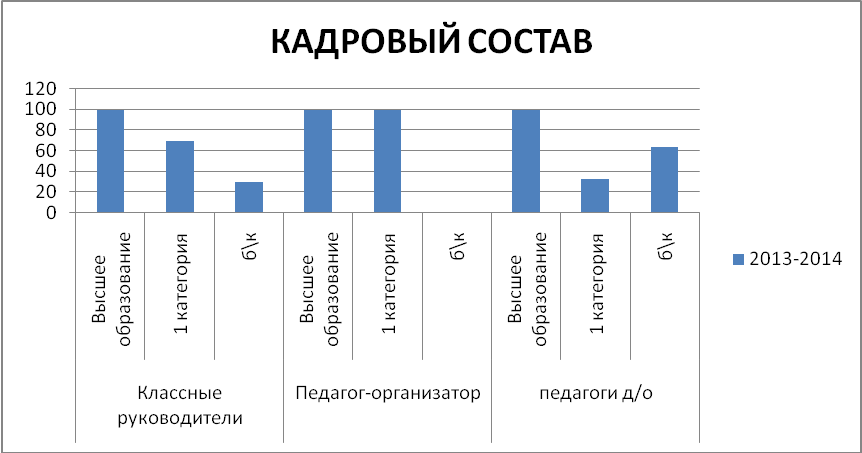 КАДРОВЫЙ СОСТАВ
120
100
80
60
40
20
0
Высшее
образование
1 категория
б\к
Высшее
образование
1 категория
б\к
Высшее
образование
1 категория
б\к
Классные
руководители
Педагог-организатор
педагоги д/о
2013-2014